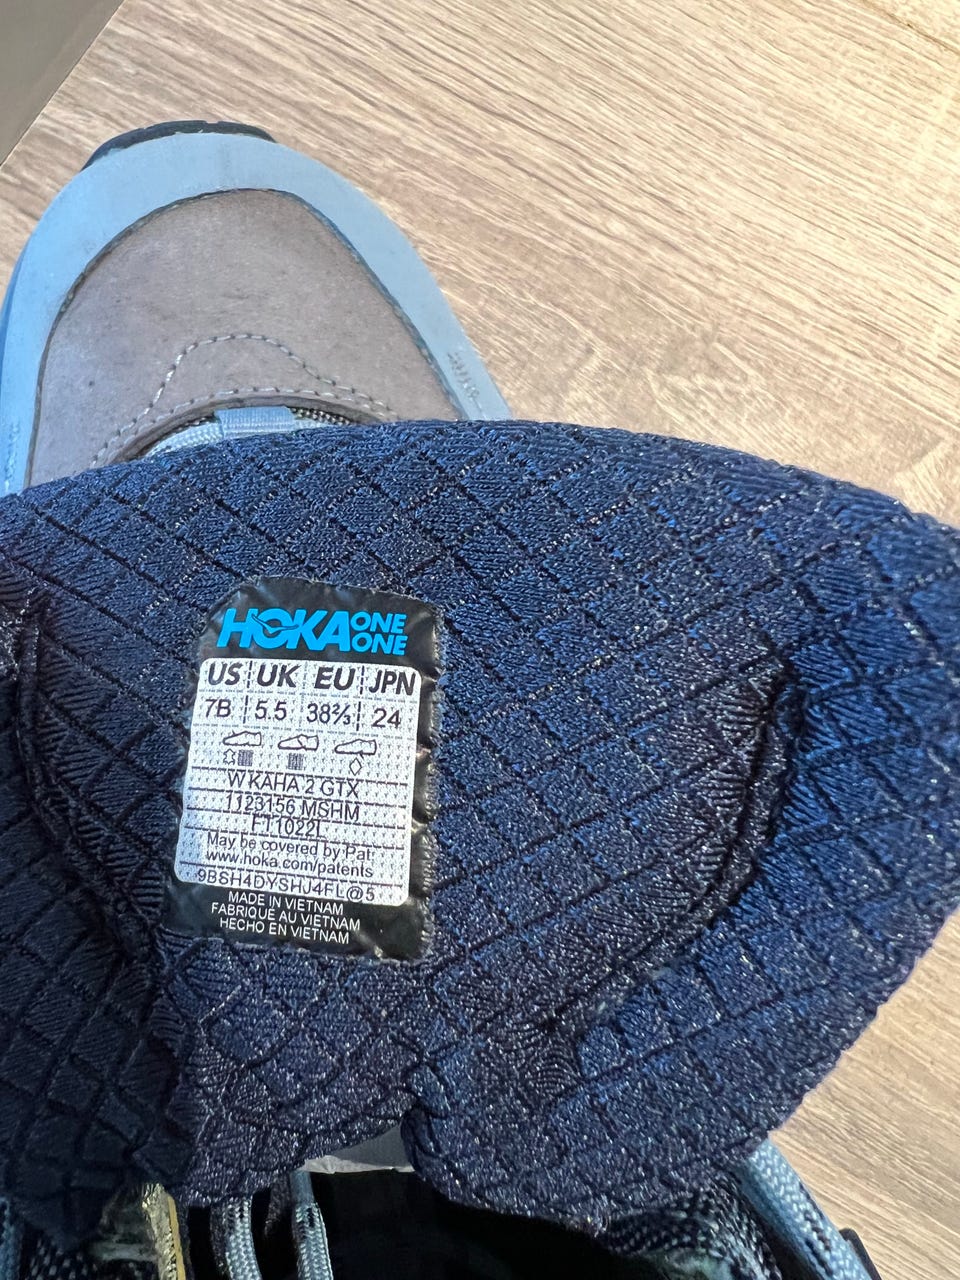 HOKA ONE ONE
US UK EU JPN
7B 5.5 38⅔ 24
W KAHA 2 GTX
1123156 MSHM
F11022L
May be covered by Pat:
www.hoka.com/patents
9BSH4DYSHJ4FL@5
MADE IN VIETNAM
FABRIQUÉ AU VIETNAM
HECHO EN VIETNAM